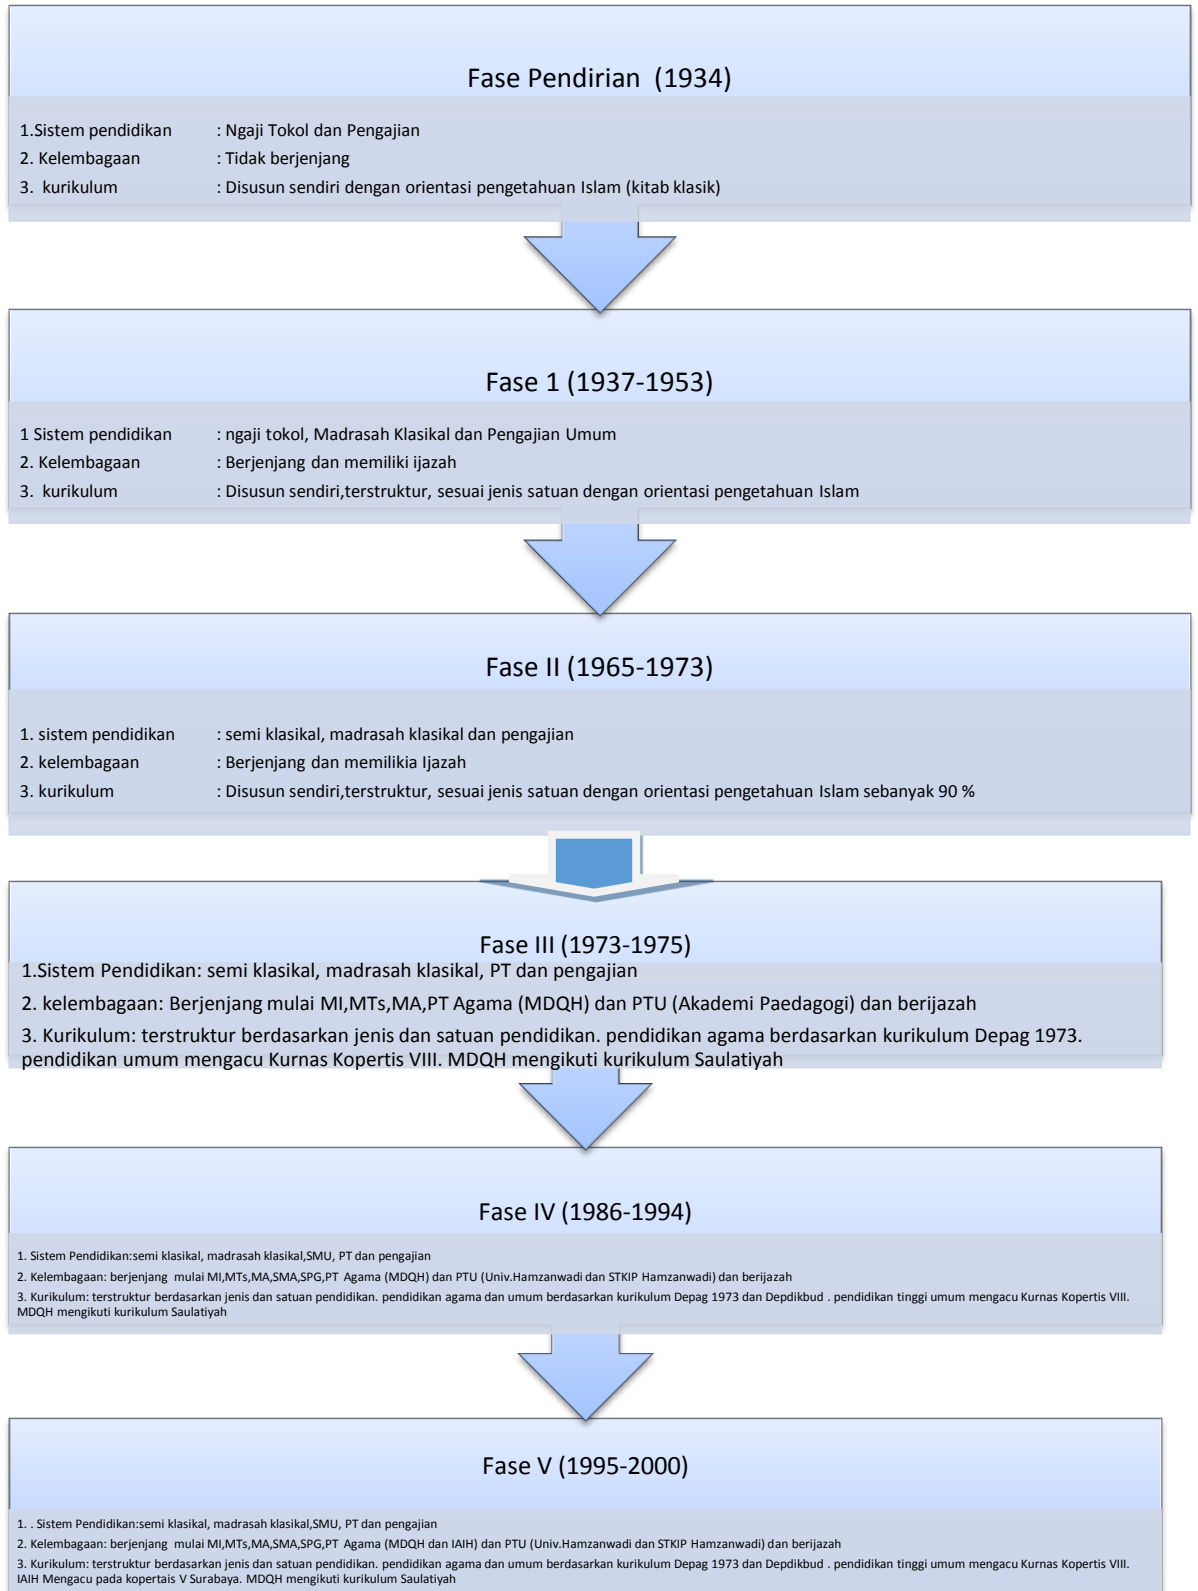 Fase Pendirian (1934)
1.Sistem pendidikan : Ngaji Tokol dan Pengajian
2. Kelembagaan : Tidak berjenjang
3. kurikulum : Disusun sendiri dengan orientasi pengetahuan Islam (kitab klasik)
Fase 1 (1937-1953)
1 Sistem pendidikan : ngaji tokol, Madrasah Klasikal dan Pengajian Umum
2. Kelembagaan : Berjenjang dan memiliki ijazah
3. kurikulum : Disusun sendiri,terstruktur, sesuai jenis satuan dengan orientasi pengetahuan Islam
Fase II (1965-1973)
1. sistem pendidikan : semi klasikal, madrasah klasikal dan pengajian
2. kelembagaan : Berjenjang dan memilikia Ijazah
3. kurikulum : Disusun sendiri,terstruktur, sesuai jenis satuan dengan orientasi pengetahuan Islam sebanyak 90 %
Fase III (1973-1975)
1.Sistem Pendidikan: semi klasikal, madrasah klasikal, PT dan pengajian
2. kelembagaan: Berjenjang mulai MI,MTs,MA,PT Agama (MDQH) dan PTU (Akademi Paedagogi) dan berijazah
3. Kurikulum: terstruktur berdasarkan jenis dan satuan pendidikan. pendidikan agama berdasarkan kurikulum Depag 1973.
pendidikan umum mengacu Kurnas Kopertis VIII. MDQH mengikuti kurikulum Saulatiyah
Fase IV (1986-1994)
1. Sistem Pendidikan:semi klasikal, madrasah klasikal,SMU, PT dan pengajian
2. Kelembagaan: berjenjang mulai MI,MTs,MA,SMA,SPG,PT Agama (MDQH) dan PTU (Univ.Hamzanwadi dan STKIP Hamzanwadi) dan berijazah
3. Kurikulum: terstruktur berdasarkan jenis dan satuan pendidikan. pendidikan agama dan umum berdasarkan kurikulum Depag 1973 dan Depdikbud . pendidikan tinggi umum mengacu Kurnas Kopertis VIII.
MDQH mengikuti kurikulum Saulatiyah
Fase V (1995-2000)
1. . Sistem Pendidikan:semi klasikal, madrasah klasikal,SMU, PT dan pengajian
2. Kelembagaan: berjenjang mulai MI,MTs,MA,SMA,SPG,PT Agama (MDQH dan IAIH) dan PTU (Univ.Hamzanwadi dan STKIP Hamzanwadi) dan berijazah
3. Kurikulum: terstruktur berdasarkan jenis dan satuan pendidikan. pendidikan agama dan umum berdasarkan kurikulum Depag 1973 dan Depdikbud . pendidikan tinggi umum mengacu Kurnas Kopertis VIII.
IAIH Mengacu pada kopertais V Surabaya. MDQH mengikuti kurikulum Saulatiyah